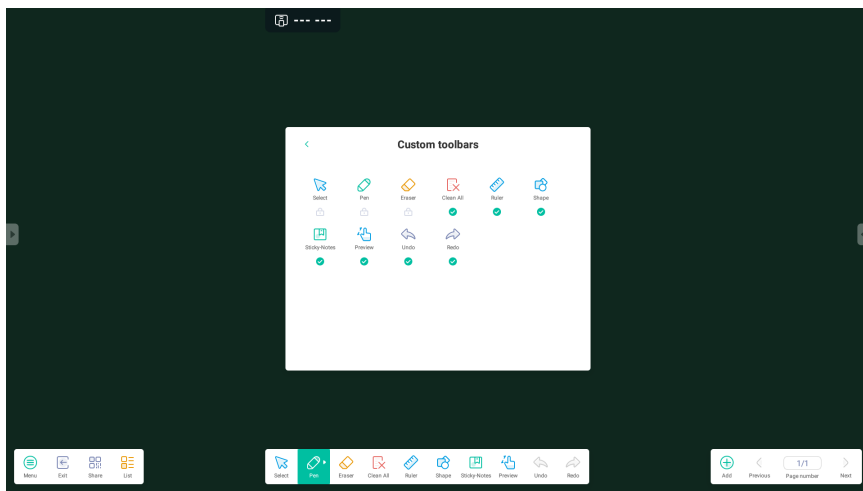 --- ---
Custom toolbars
Select Pen Eraser Clean All Ruler Shape
Sticky-Notes Preview Undo Redo
Menu Exit Share List
Select Pen Eraser Clean All Ruler Shape Sticky-Notes Preview Undo Redo
Add Previous 1/1 Page number Next